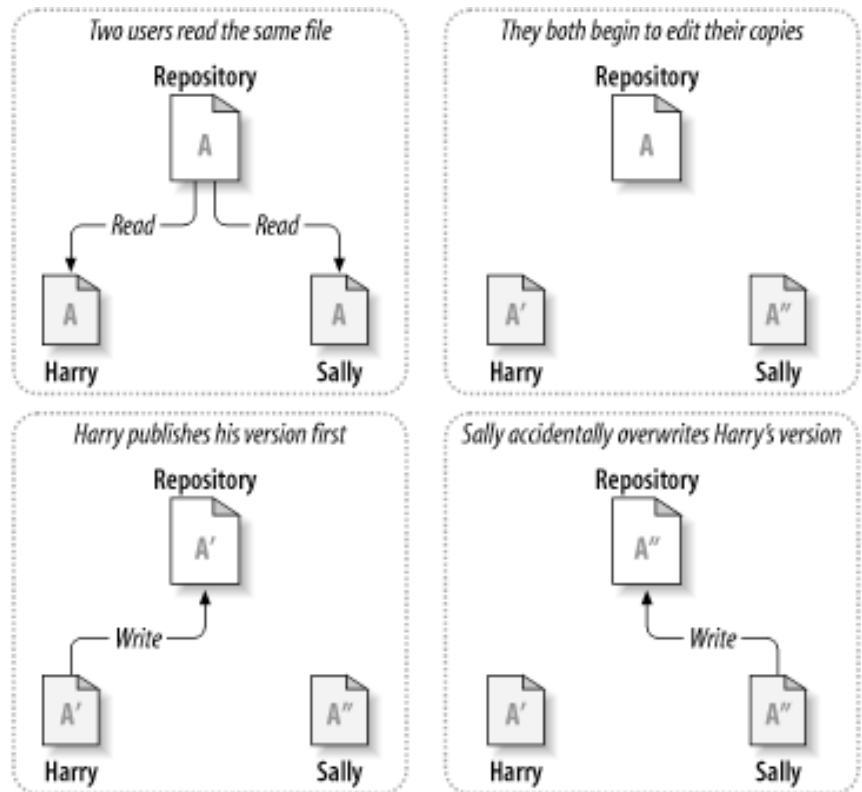 Two users read the same file
Repository
A
Read
Read
A
A
Harry
Sally
They both begin to edit their copies
Repository
A
A′
A″
Harry
Sally
Harry publishes his version first
Repository
A′
Write
A′
A″
Harry
Sally
Sally accidentally overwrites Harry's version
Repository
A″
Write
A′
A″
Harry
Sally